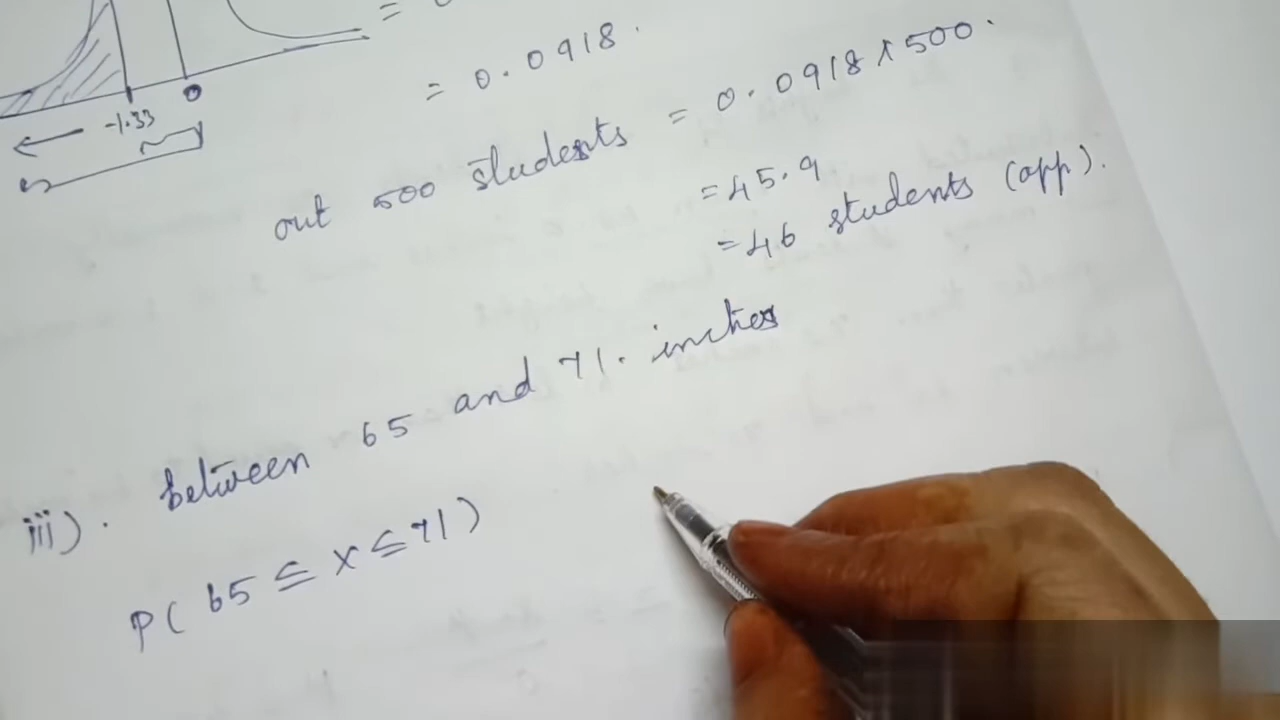 = 0.0918.
-1.33
0
out 500 students = 0.0918 x 500.
= 45.9
= 46 students (app).
iii). between 65 and 71. inches
P( 65 ≤ x ≤ 71 )